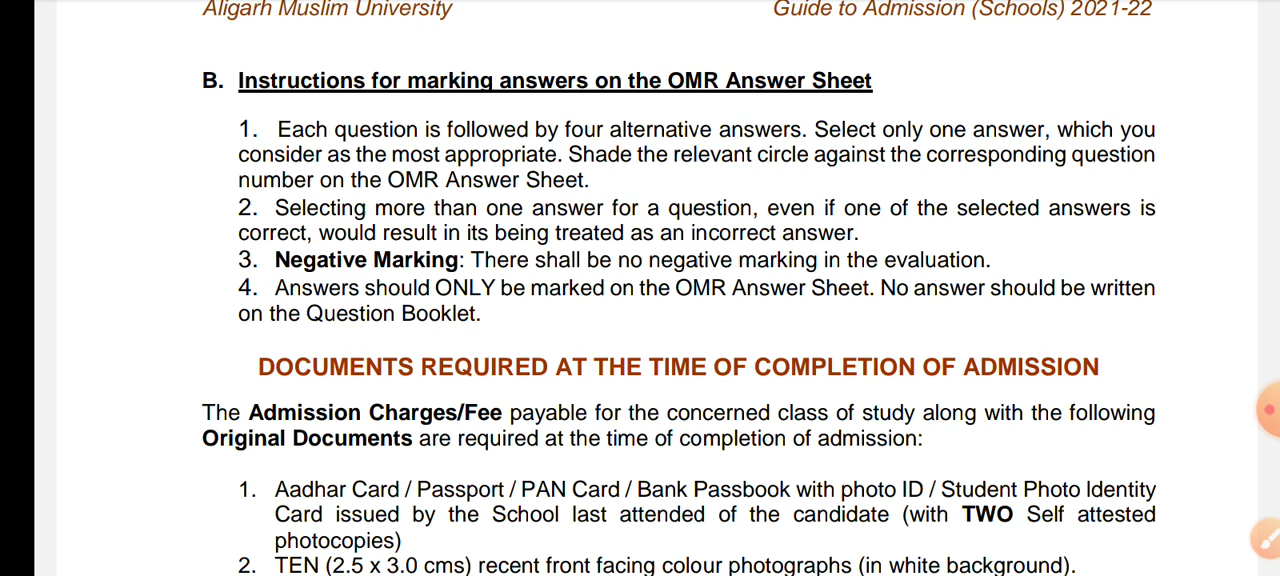 Aligarh Muslim University Guide to Admission (Schools) 2021-22
B. Instructions for marking answers on the OMR Answer Sheet
1. Each question is followed by four alternative answers. Select only one answer, which you
consider as the most appropriate. Shade the relevant circle against the corresponding question
number on the OMR Answer Sheet.
2. Selecting more than one answer for a question, even if one of the selected answers is
correct, would result in its being treated as an incorrect answer.
3. Negative Marking: There shall be no negative marking in the evaluation.
4. Answers should ONLY be marked on the OMR Answer Sheet. No answer should be written
on the Question Booklet.
DOCUMENTS REQUIRED AT THE TIME OF COMPLETION OF ADMISSION
The Admission Charges/Fee payable for the concerned class of study along with the following
Original Documents are required at the time of completion of admission:
1. Aadhar Card / Passport / PAN Card / Bank Passbook with photo ID / Student Photo Identity
Card issued by the School last attended of the candidate (with TWO Self attested
photocopies)
2. TEN (2.5 x 3.0 cms) recent front facing colour photographs (in white background).